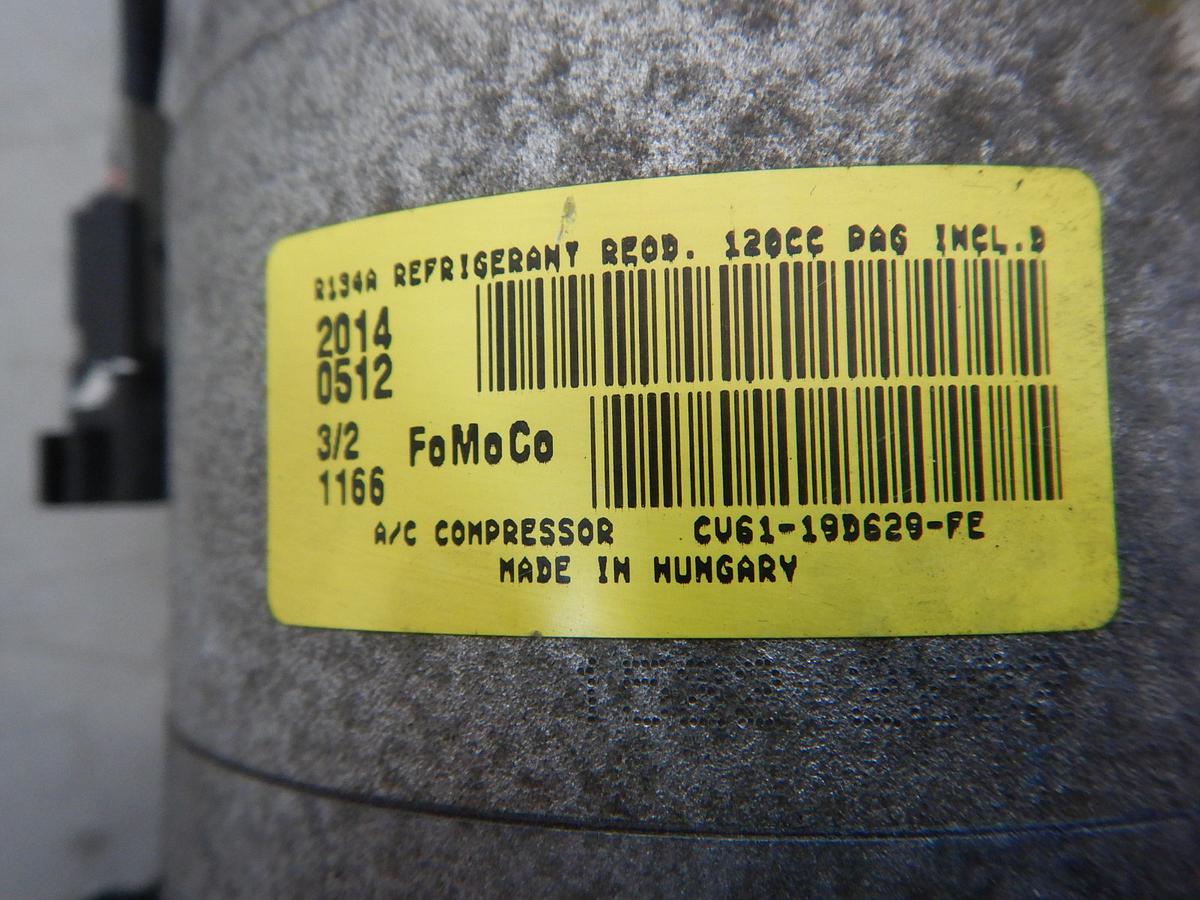 R134A REFRIGERANT REQD. 120CC PAG INCL.D
2014
0512
3/2
FoMoCo
1166
A/C COMPRESSOR CV61-19D629-FE
MADE IN HUNGARY